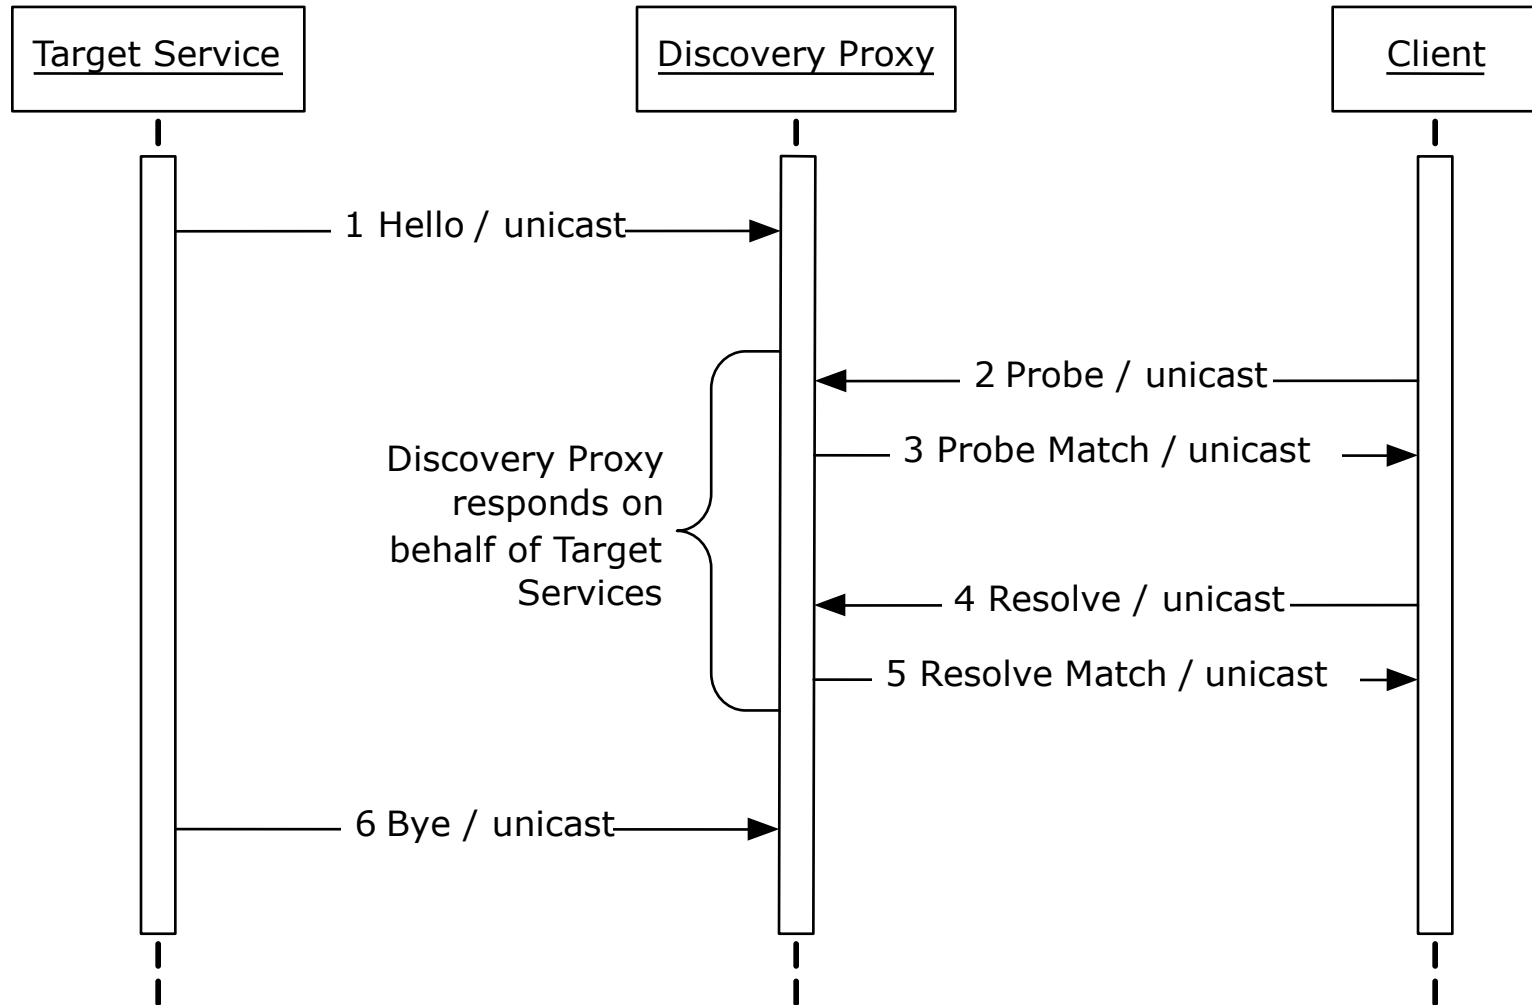 Target Service
Discovery Proxy
Client
1 Hello / unicast
2 Probe / unicast
3 Probe Match / unicast
Discovery Proxy
responds on
behalf of Target
Services
4 Resolve / unicast
5 Resolve Match / unicast
6 Bye / unicast